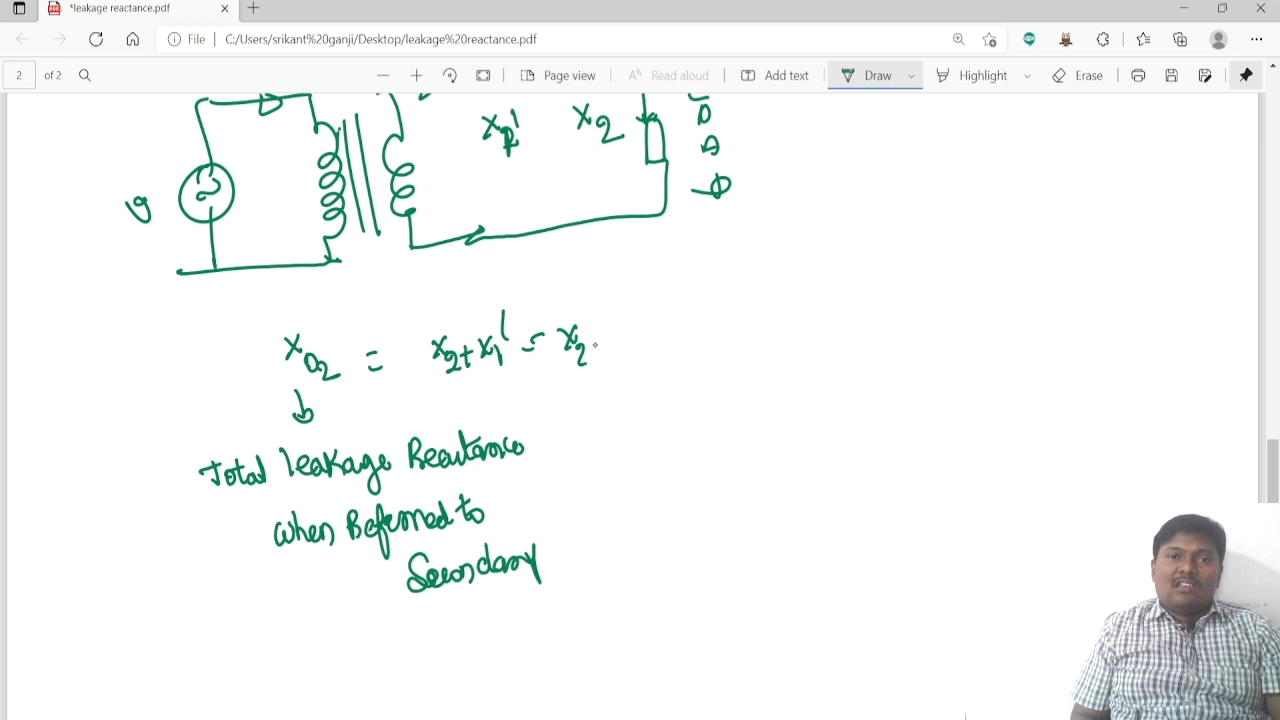 *leakage reactance.pdf
File | C:/Users/srikant%20ganji/Desktop/leakage%20reactance.pdf
2 of 2 Page view Read aloud Add text Draw Highlight Erase
X₁' X₂ L O A D
V
X₀₂ = X₂+X₁' = X₂
Total Leakage Reactance
When Referred to
Secondary